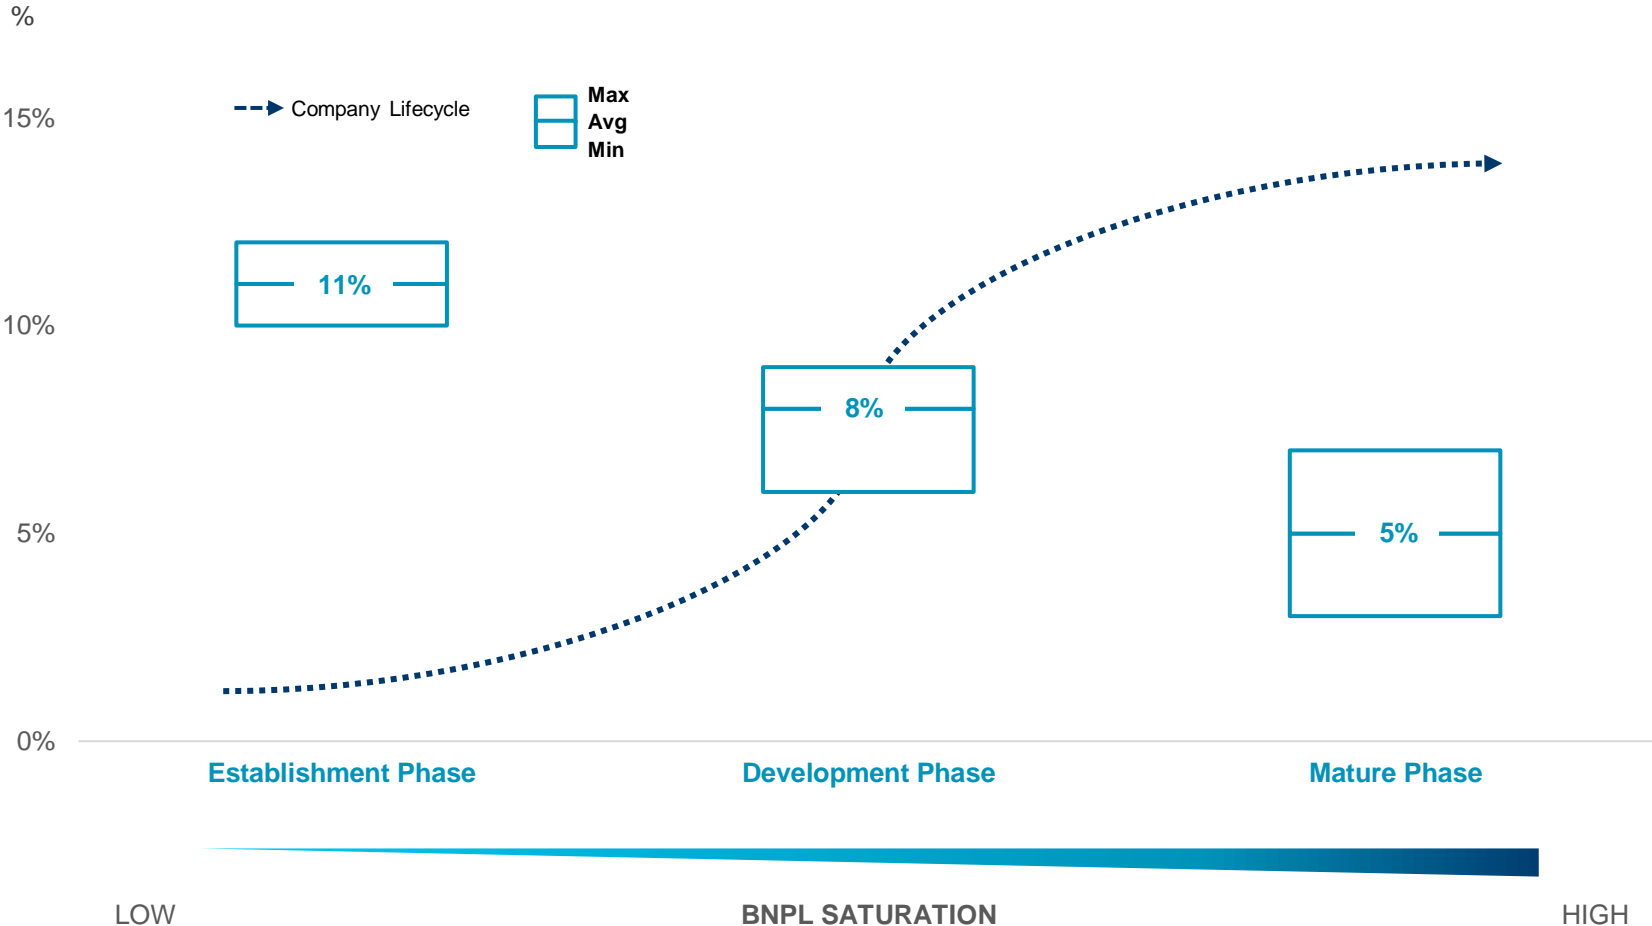 %
15%
Company Lifecycle
Max
Avg
Min
11%
10%
8%
5%
5%
0%
Establishment Phase
Development Phase
Mature Phase
LOW
BNPL SATURATION
HIGH